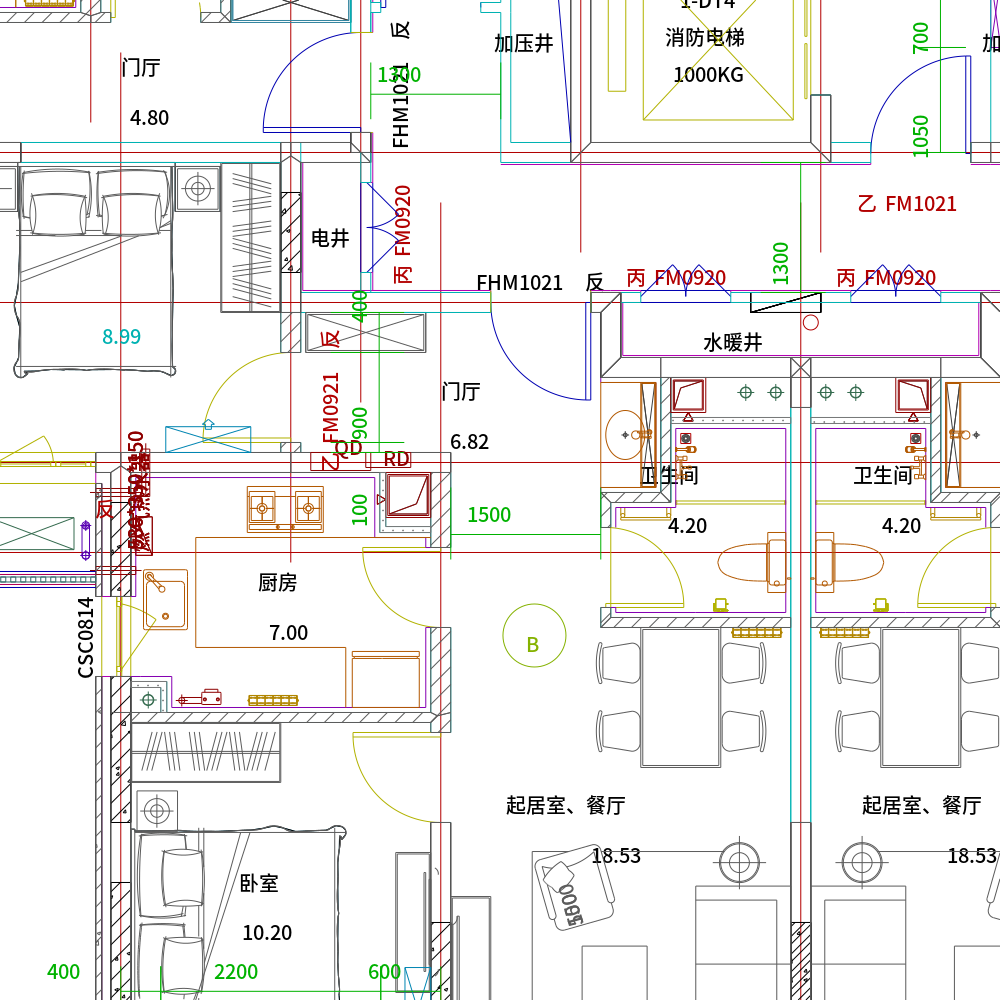 1-DT4
消防电梯
1000KG
加压井
反
FHM1021
1300
700
1050
加
门厅
4.80
乙 FM1021
丙 FM0920
电井
1300
FHM1021 反
丙 FM0920
丙 FM0920
400
水暖井
8.99
反
乙 FM0921
900
门厅
6.82
QD
RD
反
100
1500
卫生间
4.20
卫生间
4.20
厨房
7.00
CSC0814
B
起居室、餐厅
18.53
起居室、餐厅
18.53
卧室
10.20
400
2200
600